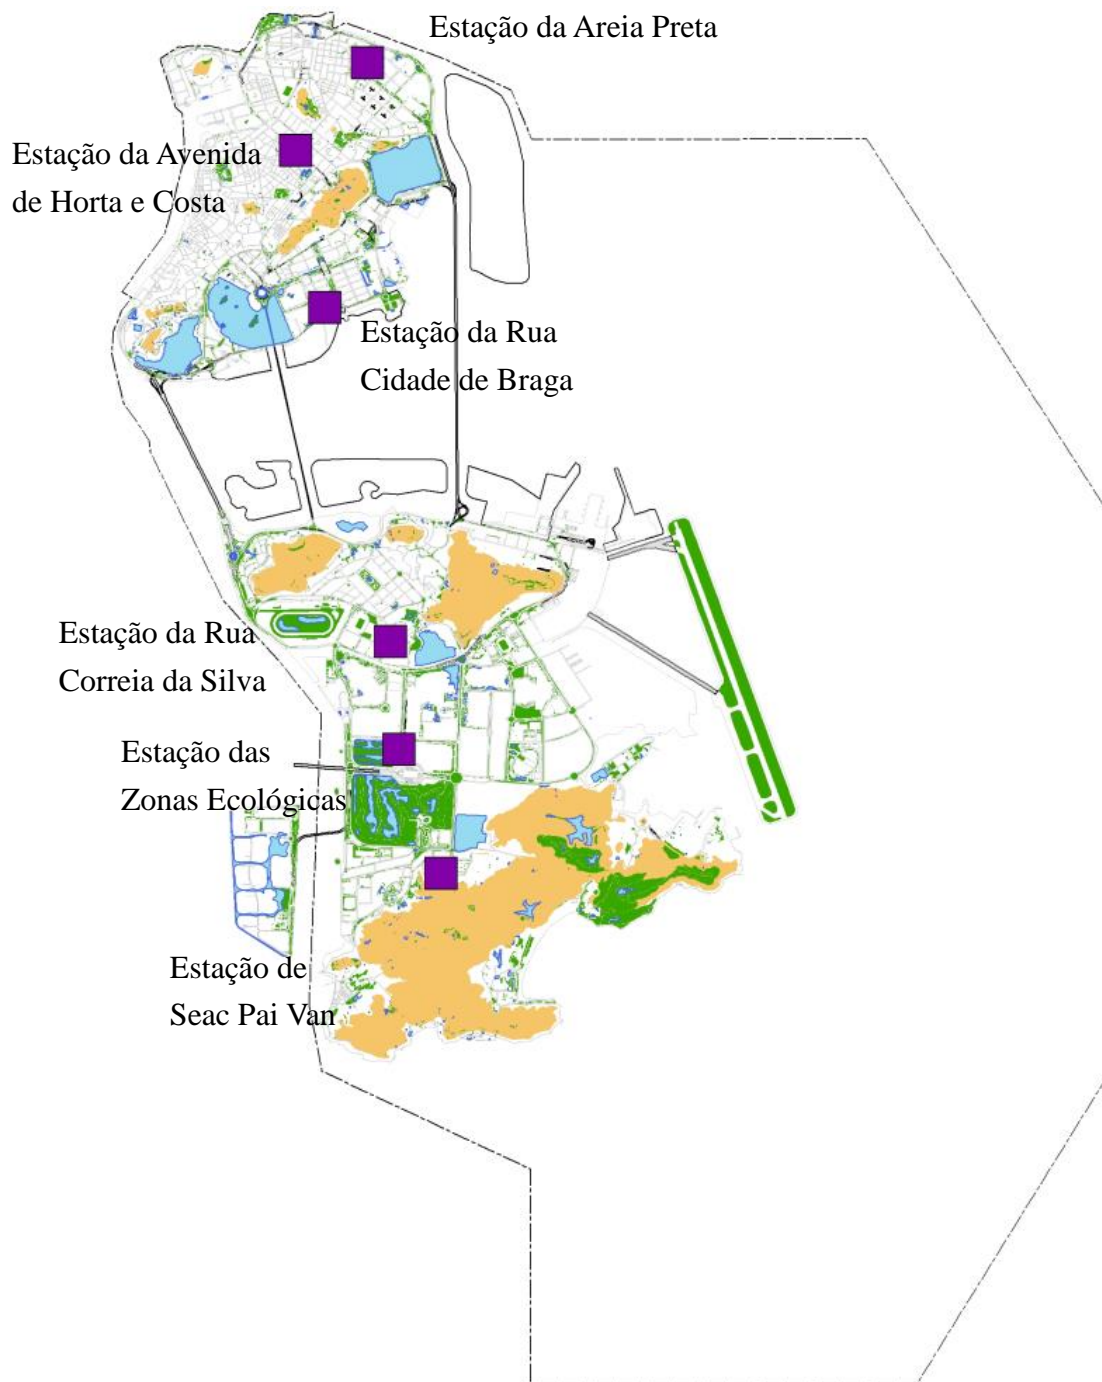 Estação da Areia Preta
Estação da Avenida
de Horta e Costa
Estação da Rua
Cidade de Braga
Estação da Rua
Correia da Silva
Estação das
Zonas Ecológicas
Estação de
Seac Pai Van